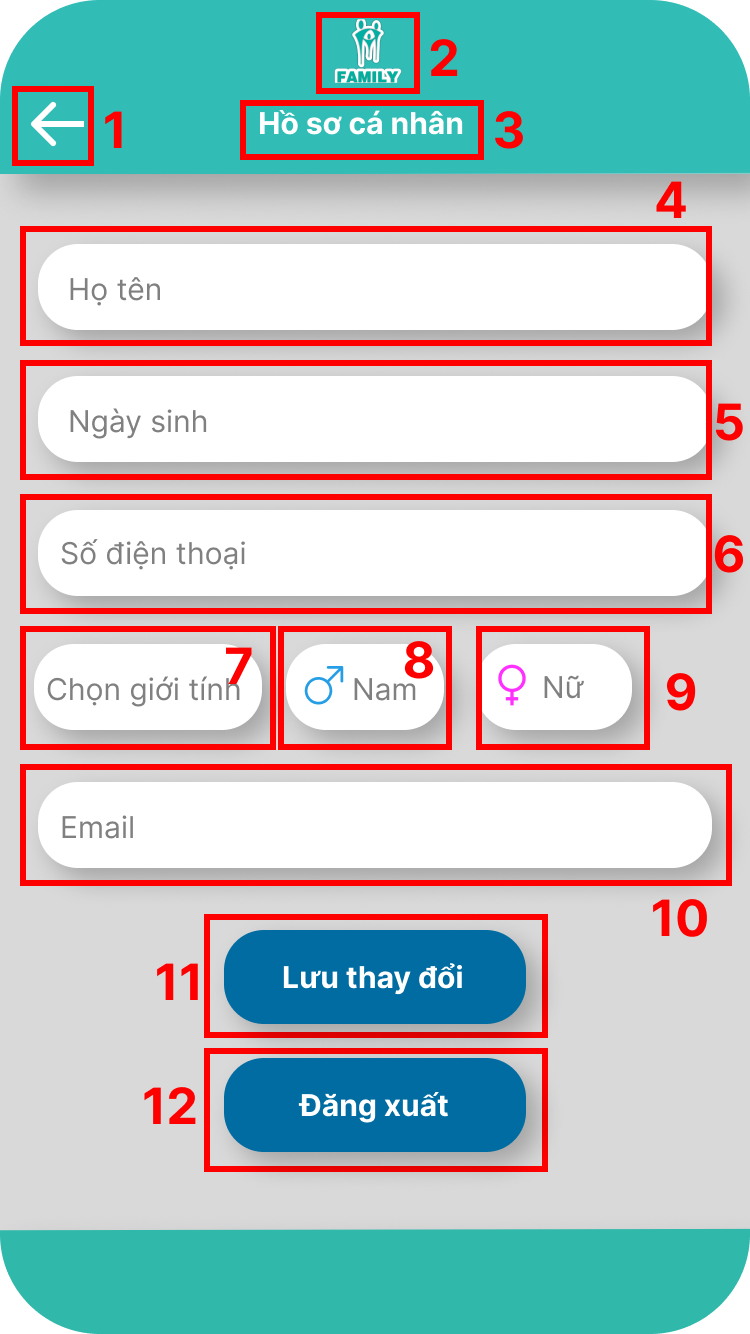 FAMILY
2
1
Hồ sơ cá nhân
3
4
Họ tên
Ngày sinh
5
Số điện thoại
6
Chọn giới tính
7
Nam
8
Nữ
9
Email
10
Lưu thay đổi
11
Đăng xuất
12